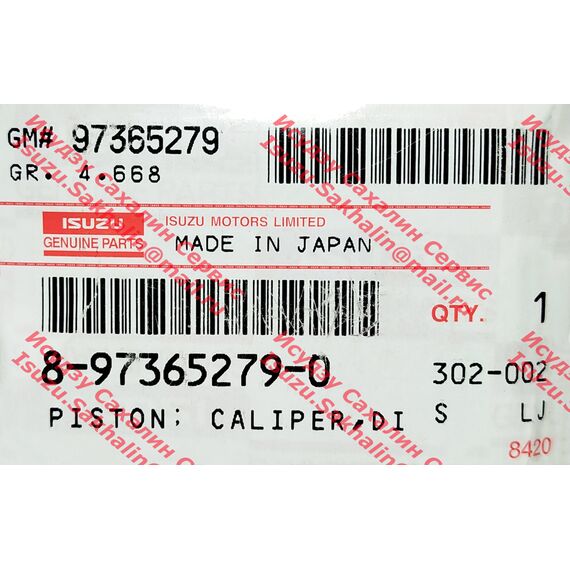 GM# 97365279
GR. 4.668
ISUZU
GENUINE PARTS
ISUZU MOTORS LIMITED
MADE IN JAPAN
QTY. 1
8-97365279-0
302-002
PISTON; CALIPER,DI
S LJ
8420
Исудзу Сахалин Сервис
Isuzu.Sakhalin@mail.ru